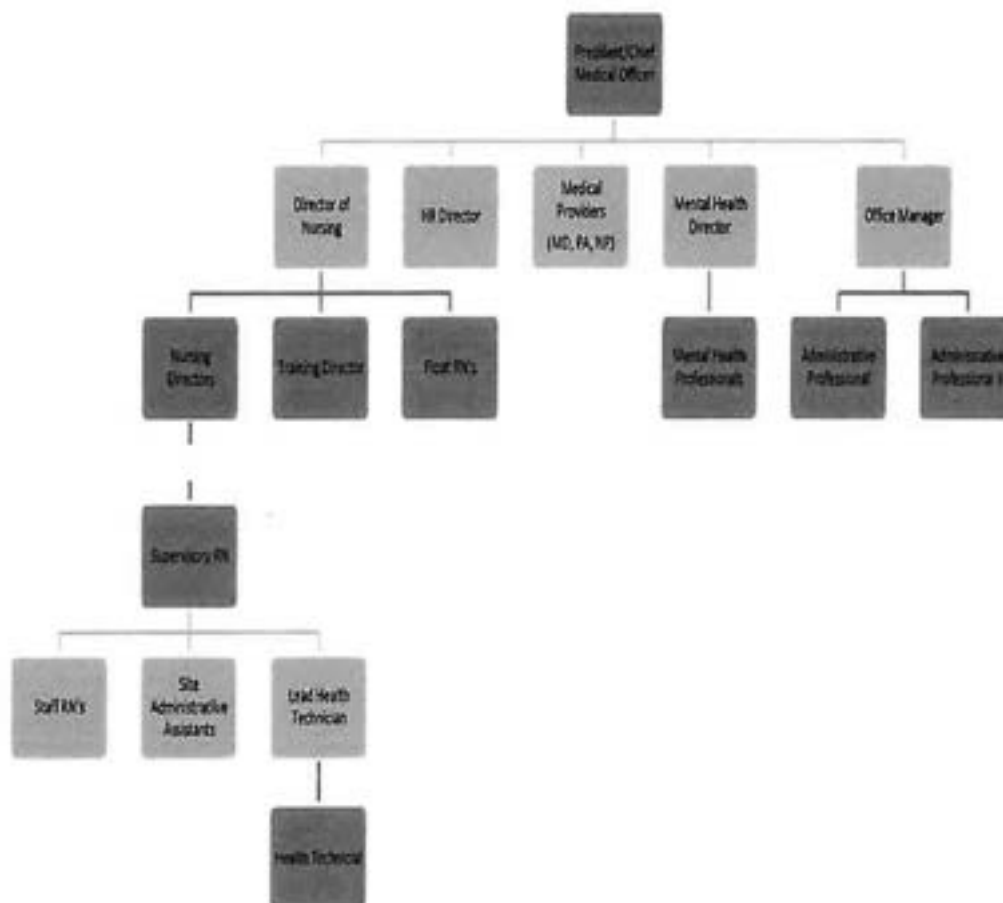 President/Chief
Medical Officer
Director of
Nursing
HR Director
Medical
Providers
(MD, PA, NP)
Mental Health
Director
Office Manager
Nursing
Directors
Training Director
Float RN's
Mental Health
Professionals
Administrative
Professional
Administrative
Professional
Supervisory RN
Staff RN's
Site
Administrative
Assistants
Lead Health
Technician
Health Technician